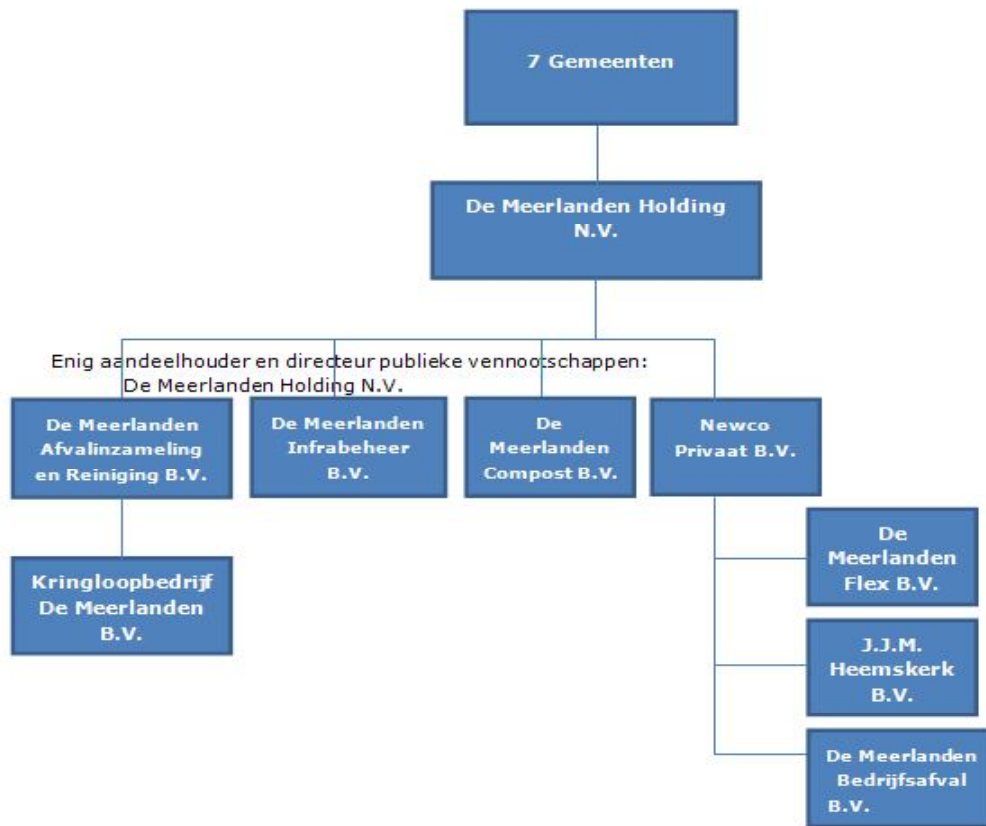 7 Gemeenten
De Meerlanden Holding
N.V.
Enig aandeelhouder en directeur publieke vennootschappen:
De Meerlanden Holding N.V.
De Meerlanden
Afvalinzameling
en Reiniging B.V.
De Meerlanden
Infrabeheer
B.V.
De
Meerlanden
Compost B.V.
Newco
Privaat B.V.
Kringloopbedrijf
De Meerlanden
B.V.
De
Meerlanden
Flex B.V.
J.J.M.
Heemskerk
B.V.
De Meerlanden
Bedrijfsafval
B.V.